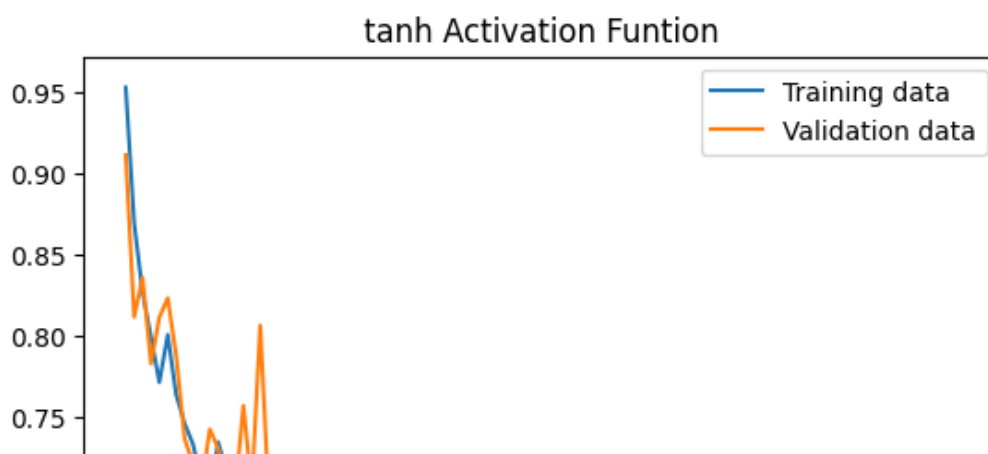 tanh Activation Funtion
Training data
Validation data
0.95
0.90
0.85
0.80
0.75